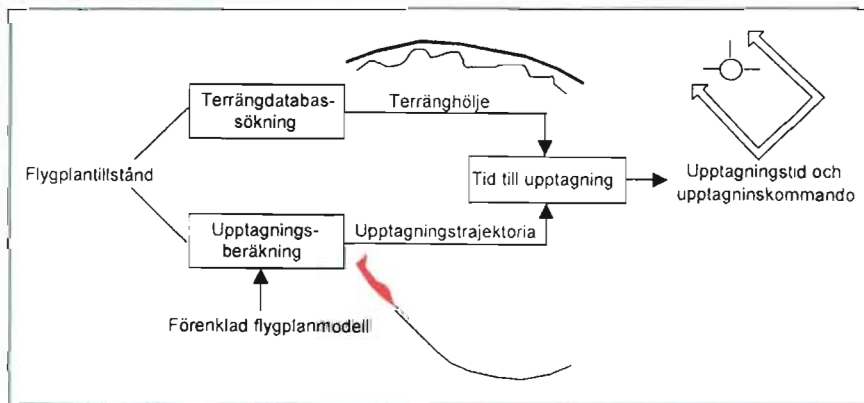 Terrängdatabas-
sökning
Terränghölje
Flygplantillstånd
Tid till upptagning
Upptagningstid och
upptagninskommando
Upptagnings-
beräkning
Upptagningstrajektoria
Förenklad flygplanmodell